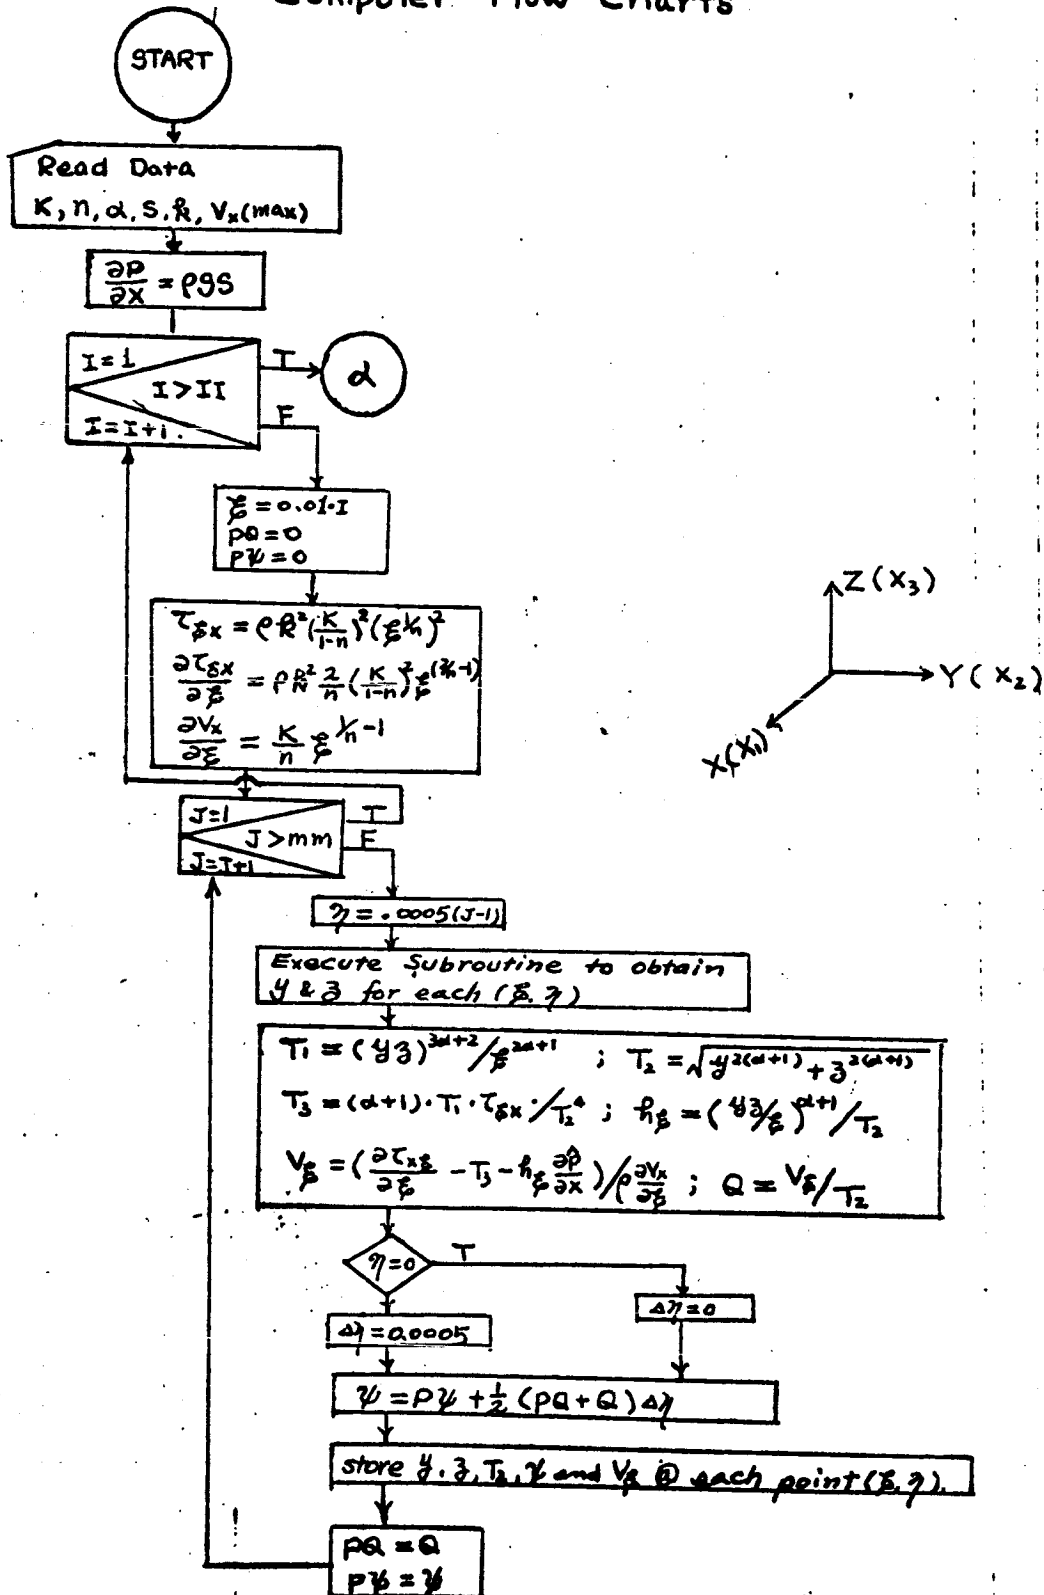 Computer Flow Charts
START
Read Data
K, n, α, S, k, Vx(max)
∂P/∂X = ρgS
I=1
I>II
I=I+1.
T
α
F
ξ = 0.01·I
PQ=0
Pψ=0
τξx = ρk²(K/1-n)²(ξ^1/n)²
∂τξx/∂ξ = ρk² 2/n (K/1-n)² ξ^(2/n-1)
∂Vx/∂ξ = K/n ξ^1/n-1
Z(X3)
Y(X2)
X(X1)
J=1
J>mm
J=J+1
T
F
η=.0005(J-1)
Execute Subroutine to obtain
y & z for each (ξ.η)
T1=(yz)^3α+2/ξ^2α+1 ; T2=√y^2(α+1)+z^2(α+1)
T3=(α+1)·T1·τξx·/T2^4 ; hξ=(yz/ξ)^α+1/T2
Vξ=(∂τxξ/∂ξ -T3-hξ ∂p̂/∂x)/ρ ∂Vx/∂ξ ; Q=Vξ/T2
η=0
T
Δη=0.0005
Δη=0
ψ=Pψ+½(PQ+Q)Δη
store y,z,T2,ψ and Vξ @ each point(ξ.η).
PQ=Q
Pψ=ψ